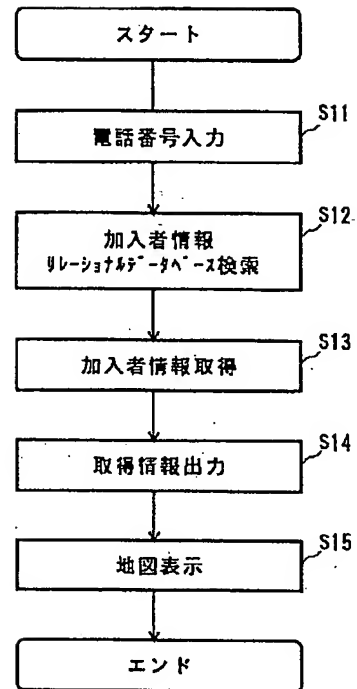 スタート
S11
電話番号入力
S12
加入者情報
ﾘﾚｰｼｮﾅﾙﾃﾞｰﾀﾍﾞｰｽ検索
S13
加入者情報取得
S14
取得情報出力
S15
地図表示
エンド